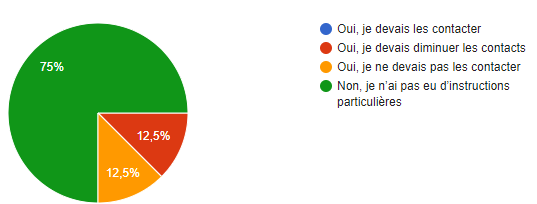 75%
12,5%
12,5%
Oui, je devais les contacter
Oui, je devais diminuer les contacts
Oui, je ne devais pas les contacter
Non, je n’ai pas eu d’instructions
particulières